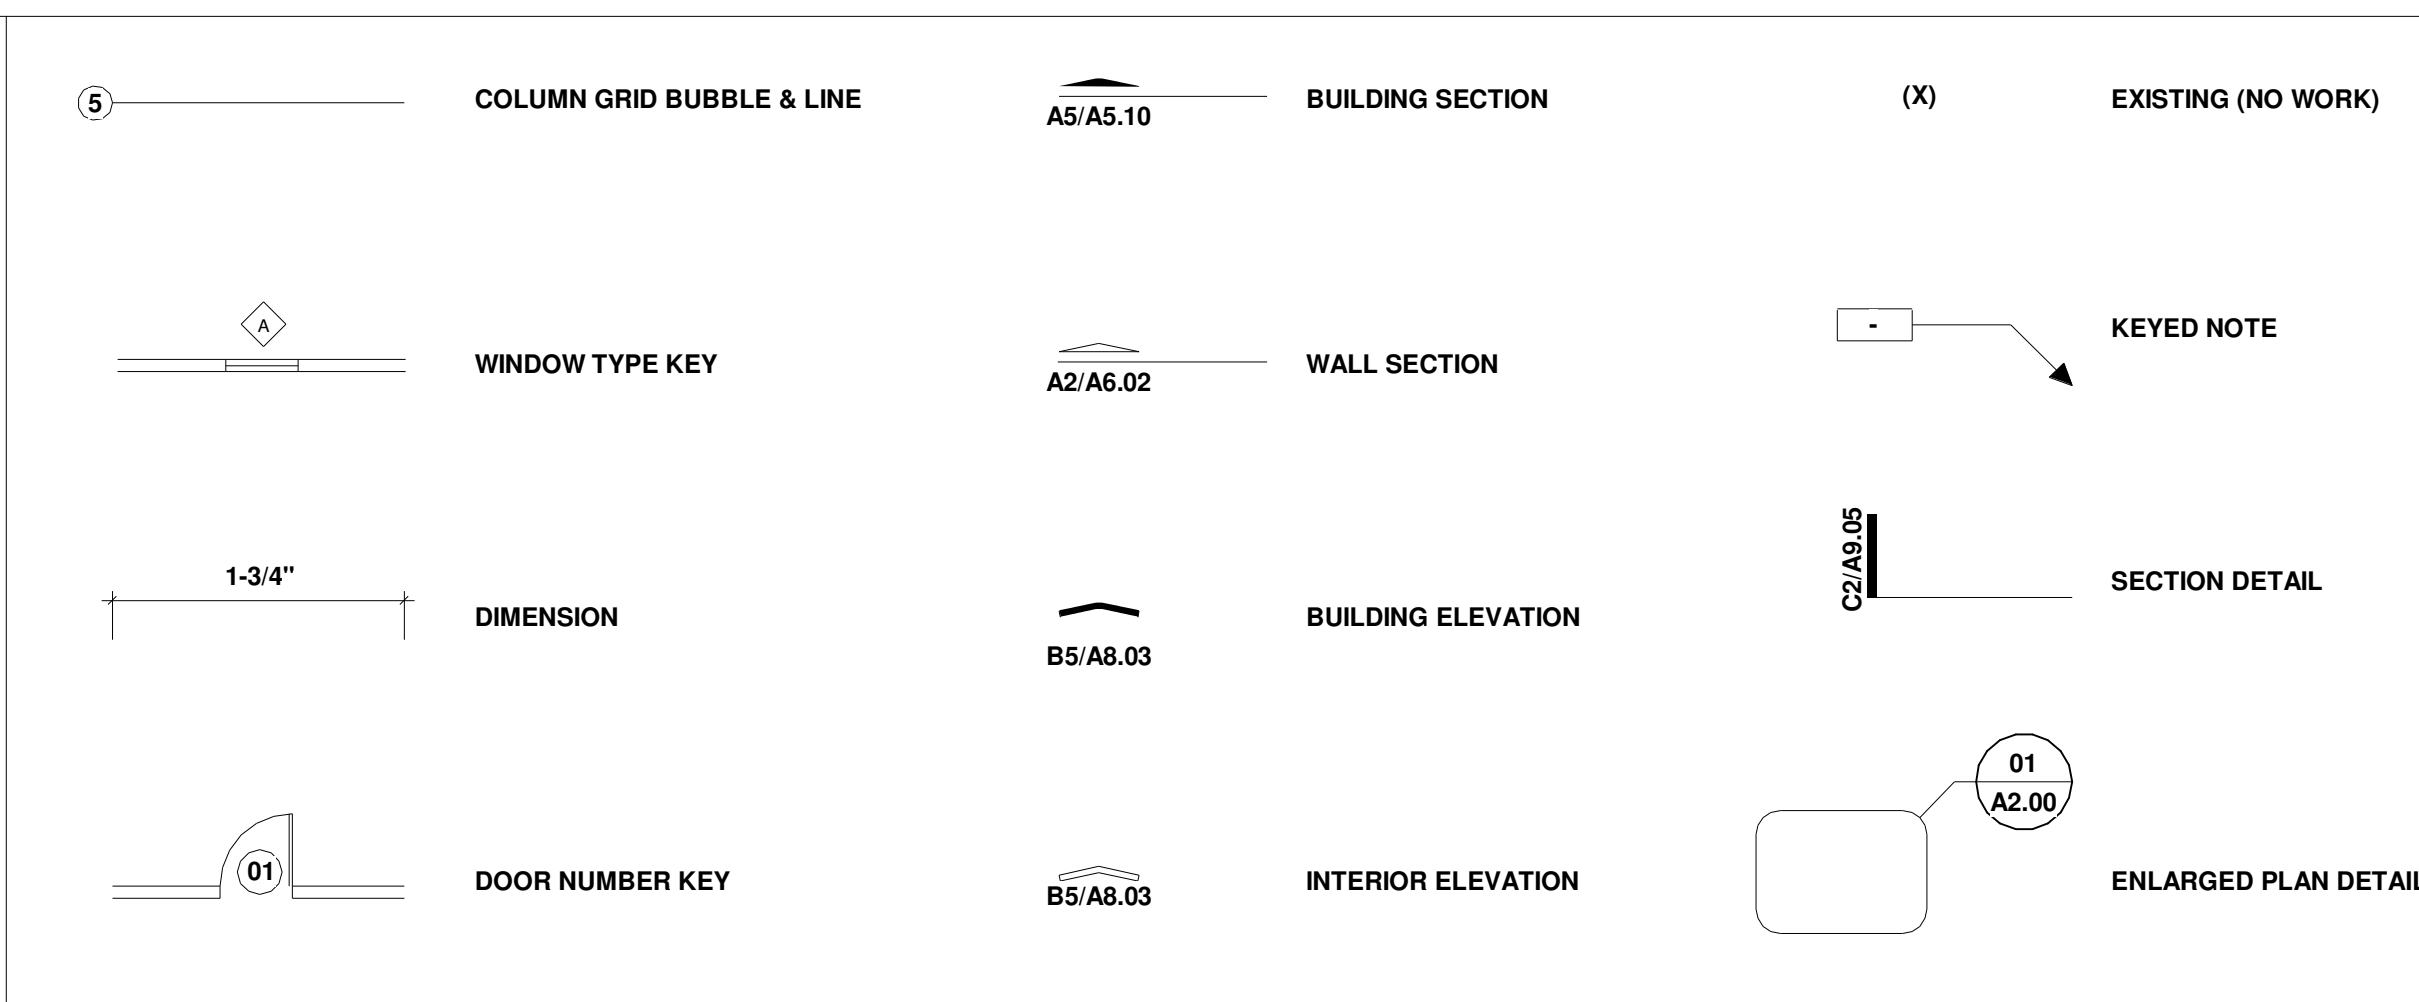 5 COLUMN GRID BUBBLE & LINE
A5/A5.10 BUILDING SECTION
(X) EXISTING (NO WORK)
A WINDOW TYPE KEY
A2/A6.02 WALL SECTION
- KEYED NOTE
1-3/4" DIMENSION
B5/A8.03 BUILDING ELEVATION
C2/A9.05 SECTION DETAIL
01 DOOR NUMBER KEY
B5/A8.03 INTERIOR ELEVATION
01
A2.00
ENLARGED PLAN DETAIL